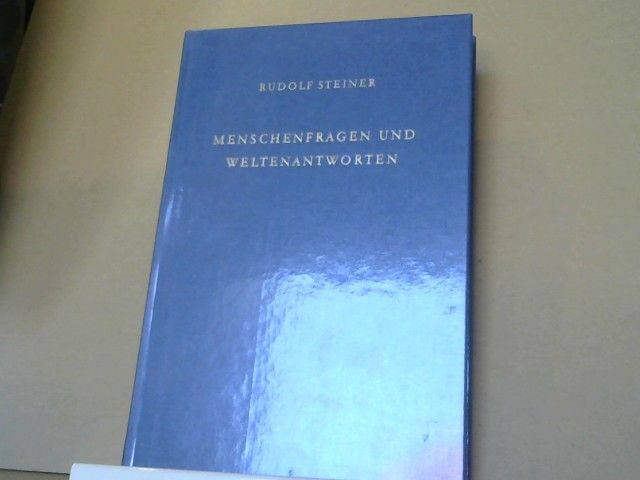 RUDOLF STEINER
MENSCHENFRAGEN UND
WELTENANTWORTEN